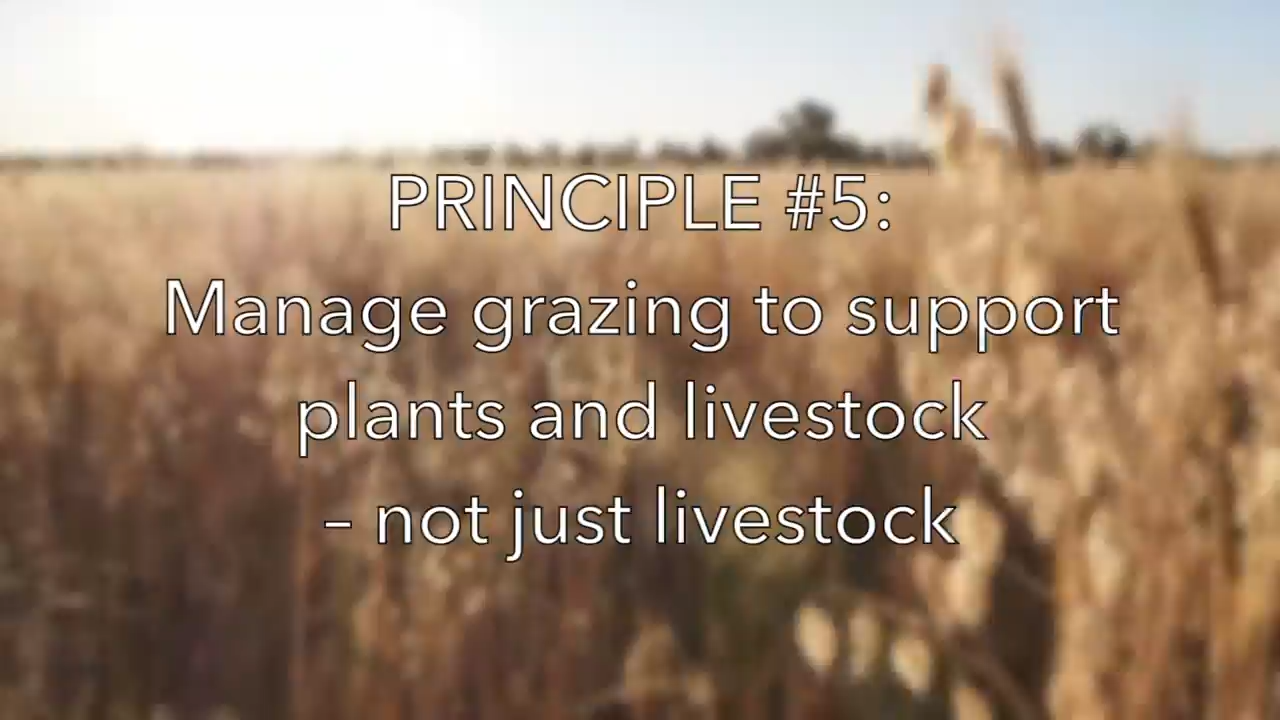 PRINCIPLE #5:
Manage grazing to support
plants and livestock
– not just livestock